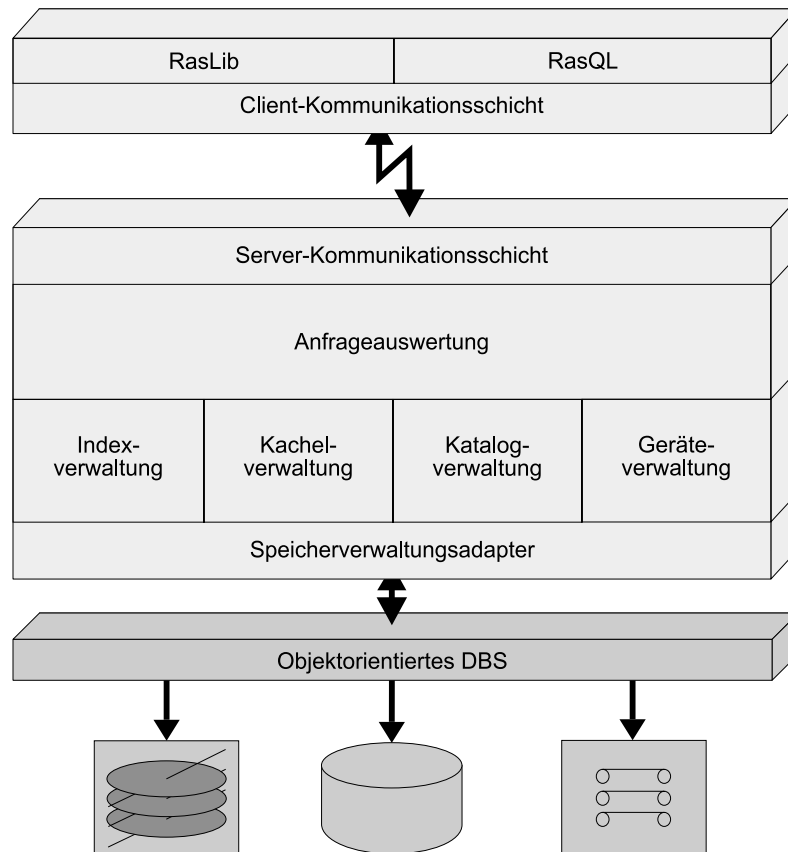 RasLib
RasQL
Client-Kommunikationsschicht
Server-Kommunikationsschicht
Anfrageauswertung
Index-
verwaltung
Kachel-
verwaltung
Katalog-
verwaltung
Geräte-
verwaltung
Speicherverwaltungsadapter
Objektorientiertes DBS